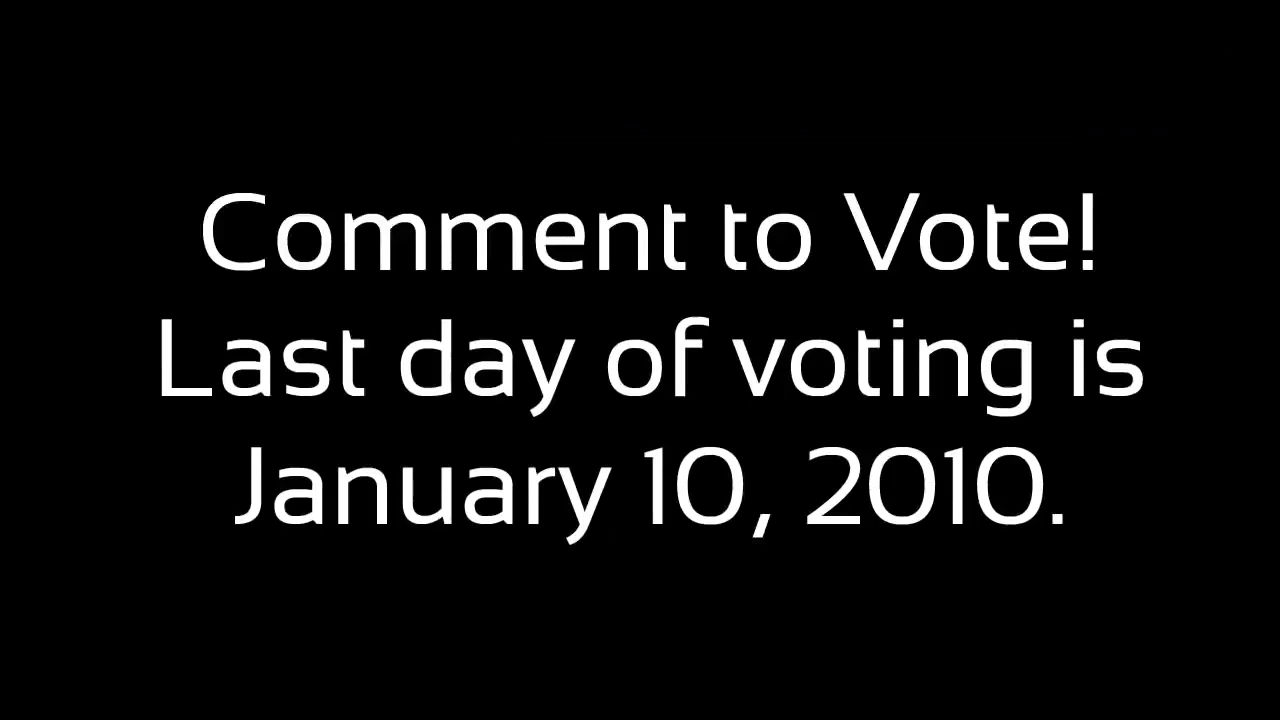 Comment to Vote!
Last day of voting is
January 10, 2010.